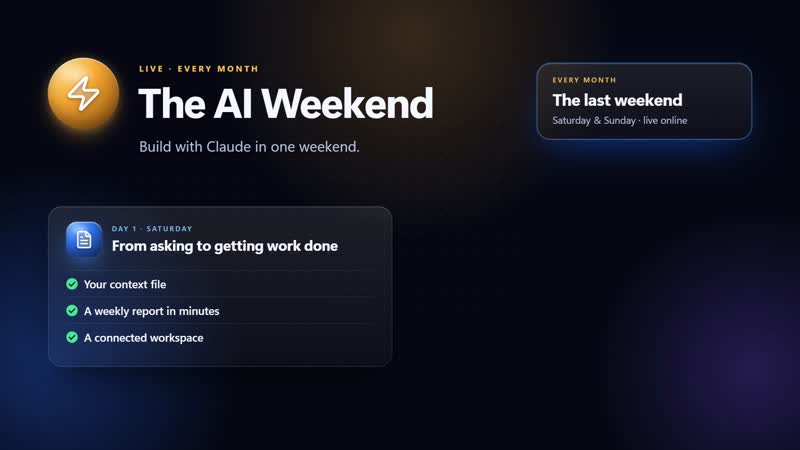 LIVE · EVERY MONTH
The AI Weekend
Build with Claude in one weekend.
EVERY MONTH
The last weekend
Saturday & Sunday · live online
DAY 1 · SATURDAY
From asking to getting work done
Your context file
A weekly report in minutes
A connected workspace